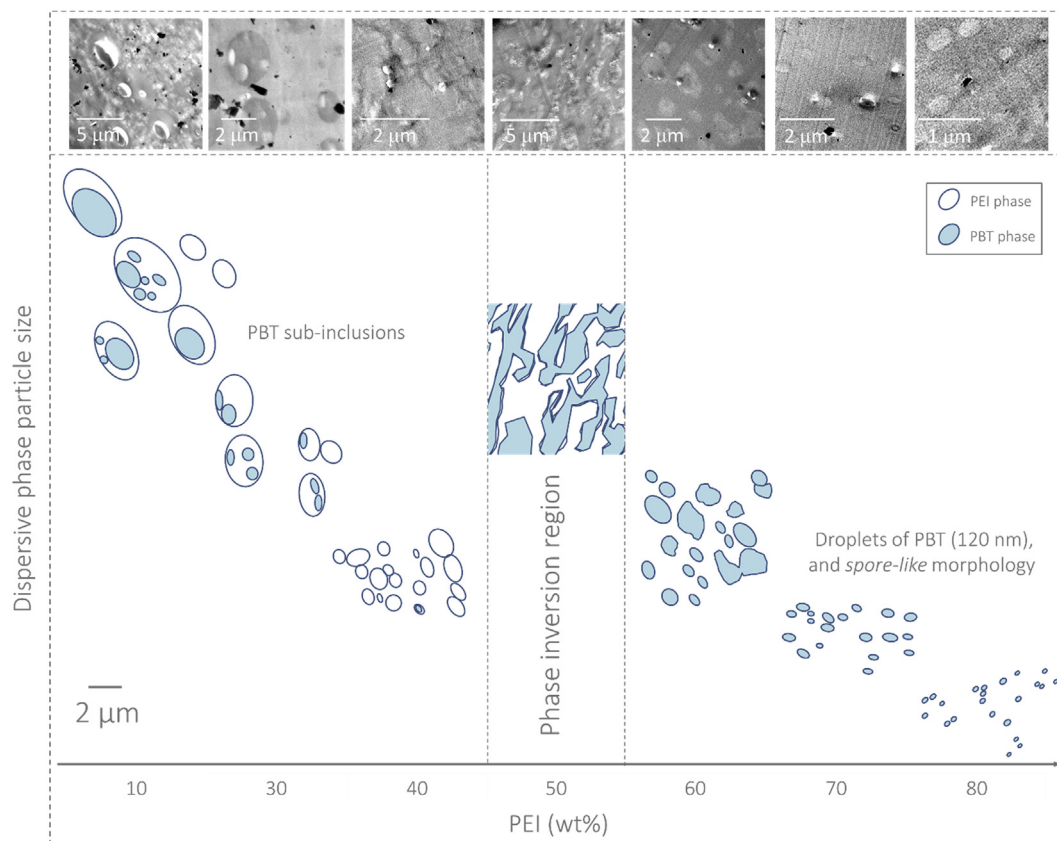 5 μm
2 μm
2 μm
5 μm
2 μm
2 μm
1 μm
PEI phase
PBT phase
Dispersive phase particle size
PBT sub-inclusions
Phase inversion region
Droplets of PBT (120 nm),
and spore-like morphology
2 μm
10 30 40 50 60 70 80
PEI (wt%)